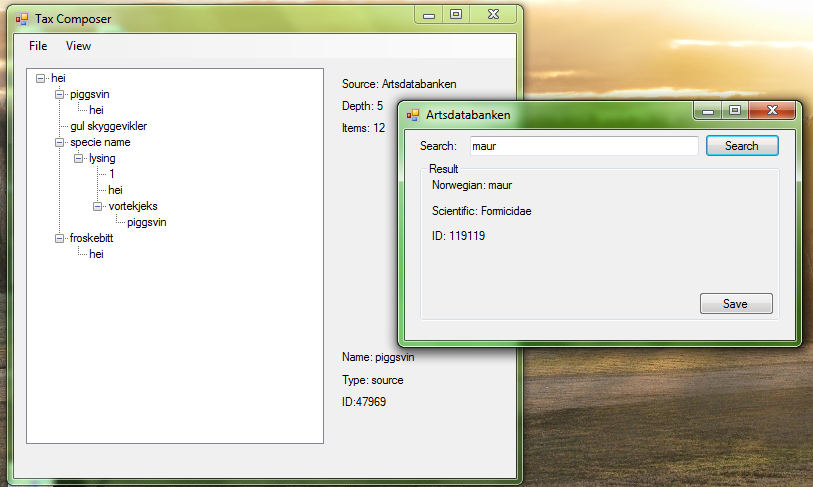 Tax Composer
File View
hei
piggsvin
hei
gul skyggevikler
specie name
lysing
1
hei
vortekjeks
piggsvin
froskebitt
hei
Source: Artsdatabanken
Depth: 5
Items: 12
Name: piggsvin
Type: source
ID:47969
Artsdatabanken
Search: maur Search
Result
Norwegian: maur
Scientific: Formicidae
ID: 119119
Save